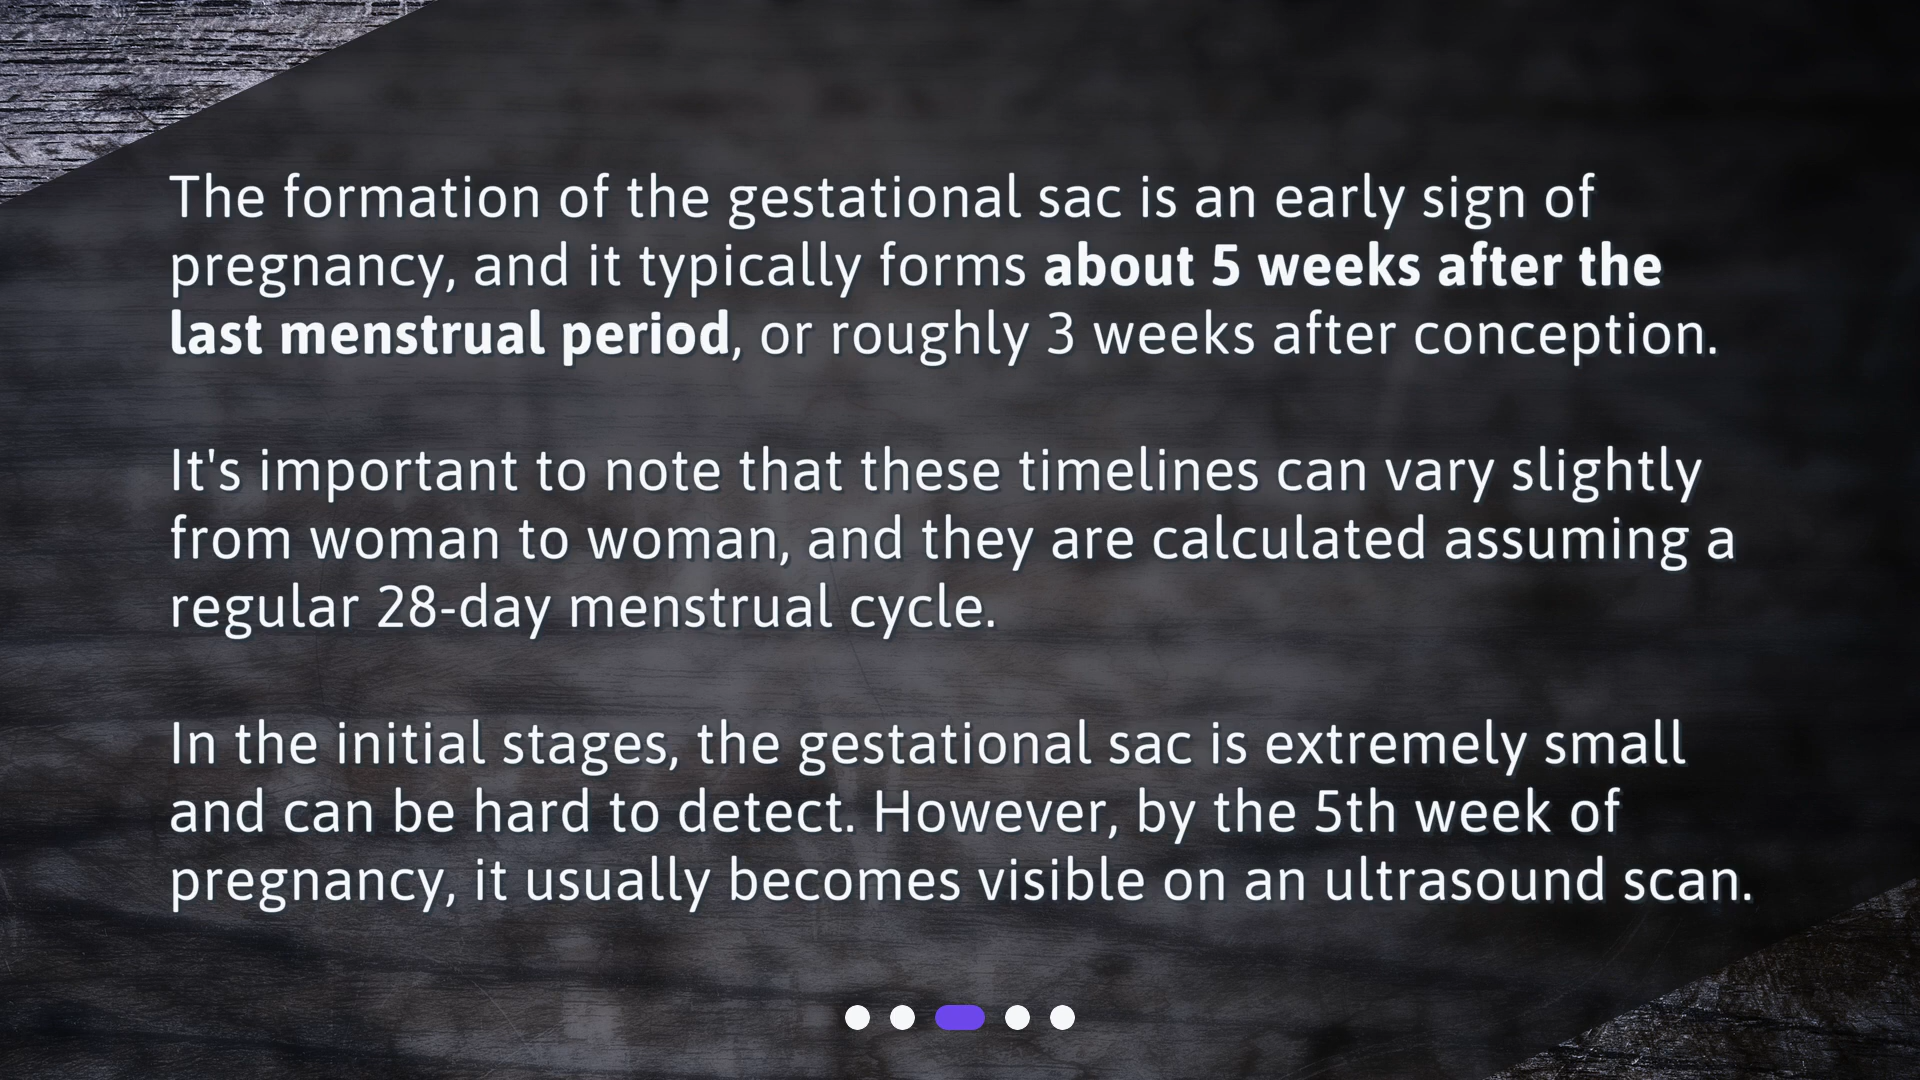 The formation of the gestational sac is an early sign of
pregnancy, and it typically forms about 5 weeks after the
last menstrual period, or roughly 3 weeks after conception.
It's important to note that these timelines can vary slightly
from woman to woman, and they are calculated assuming a
regular 28-day menstrual cycle.
In the initial stages, the gestational sac is extremely small
and can be hard to detect. However, by the 5th week of
pregnancy, it usually becomes visible on an ultrasound scan.